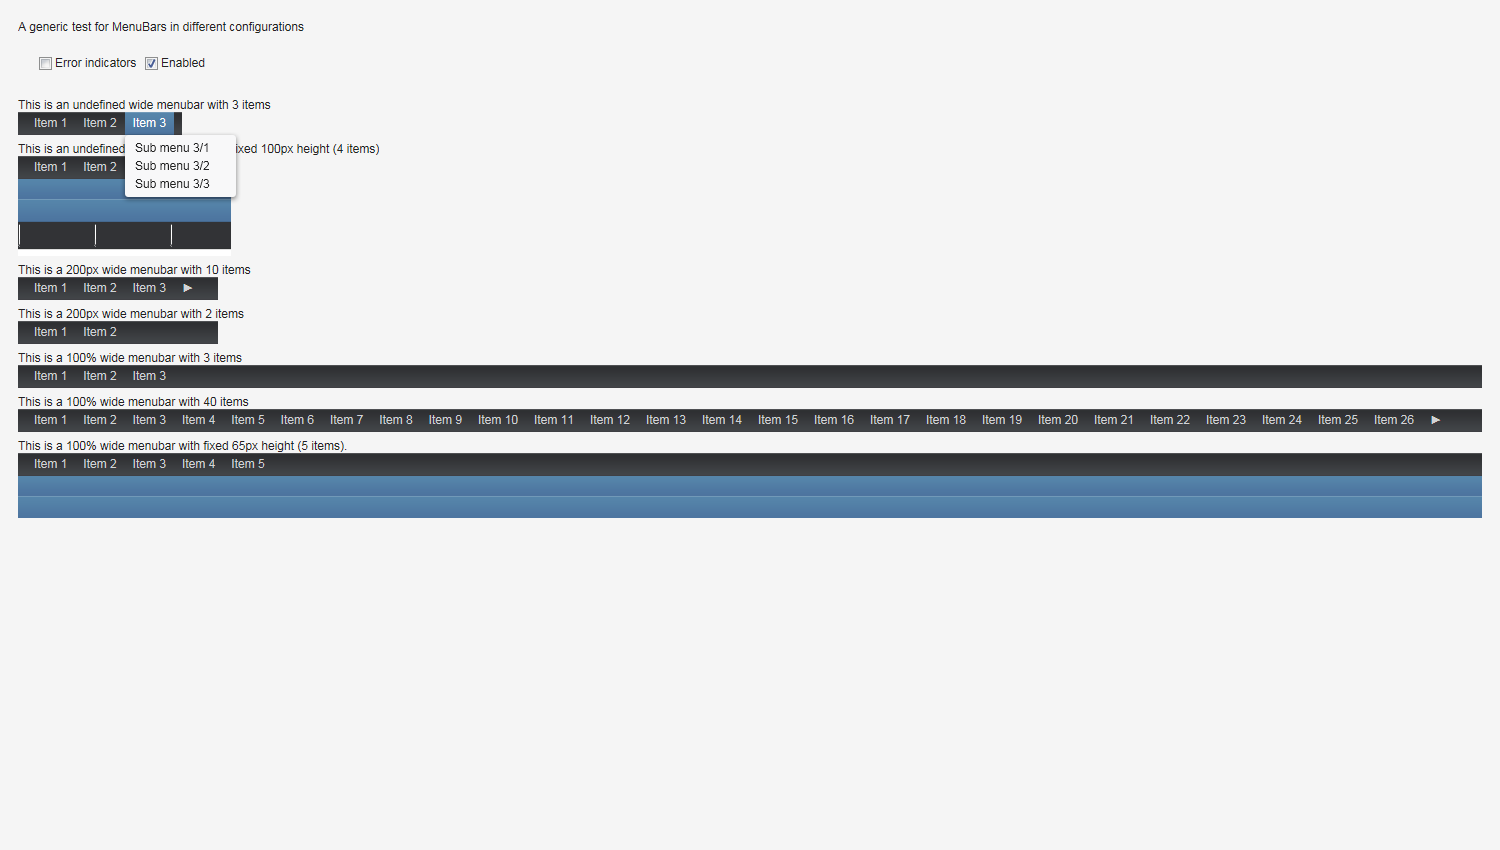 A generic test for MenuBars in different configurations
Error indicators Enabled
This is an undefined wide menubar with 3 items
Item 1 Item 2 Item 3
Sub menu 3/1
Sub menu 3/2
Sub menu 3/3
This is an undefined ixed 100px height (4 items)
Item 1 Item 2
This is a 200px wide menubar with 10 items
Item 1 Item 2 Item 3 ►
This is a 200px wide menubar with 2 items
Item 1 Item 2
This is a 100% wide menubar with 3 items
Item 1 Item 2 Item 3
This is a 100% wide menubar with 40 items
Item 1 Item 2 Item 3 Item 4 Item 5 Item 6 Item 7 Item 8 Item 9 Item 10 Item 11 Item 12 Item 13 Item 14 Item 15 Item 16 Item 17 Item 18 Item 19 Item 20 Item 21 Item 22 Item 23 Item 24 Item 25 Item 26 ►
This is a 100% wide menubar with fixed 65px height (5 items).
Item 1 Item 2 Item 3 Item 4 Item 5